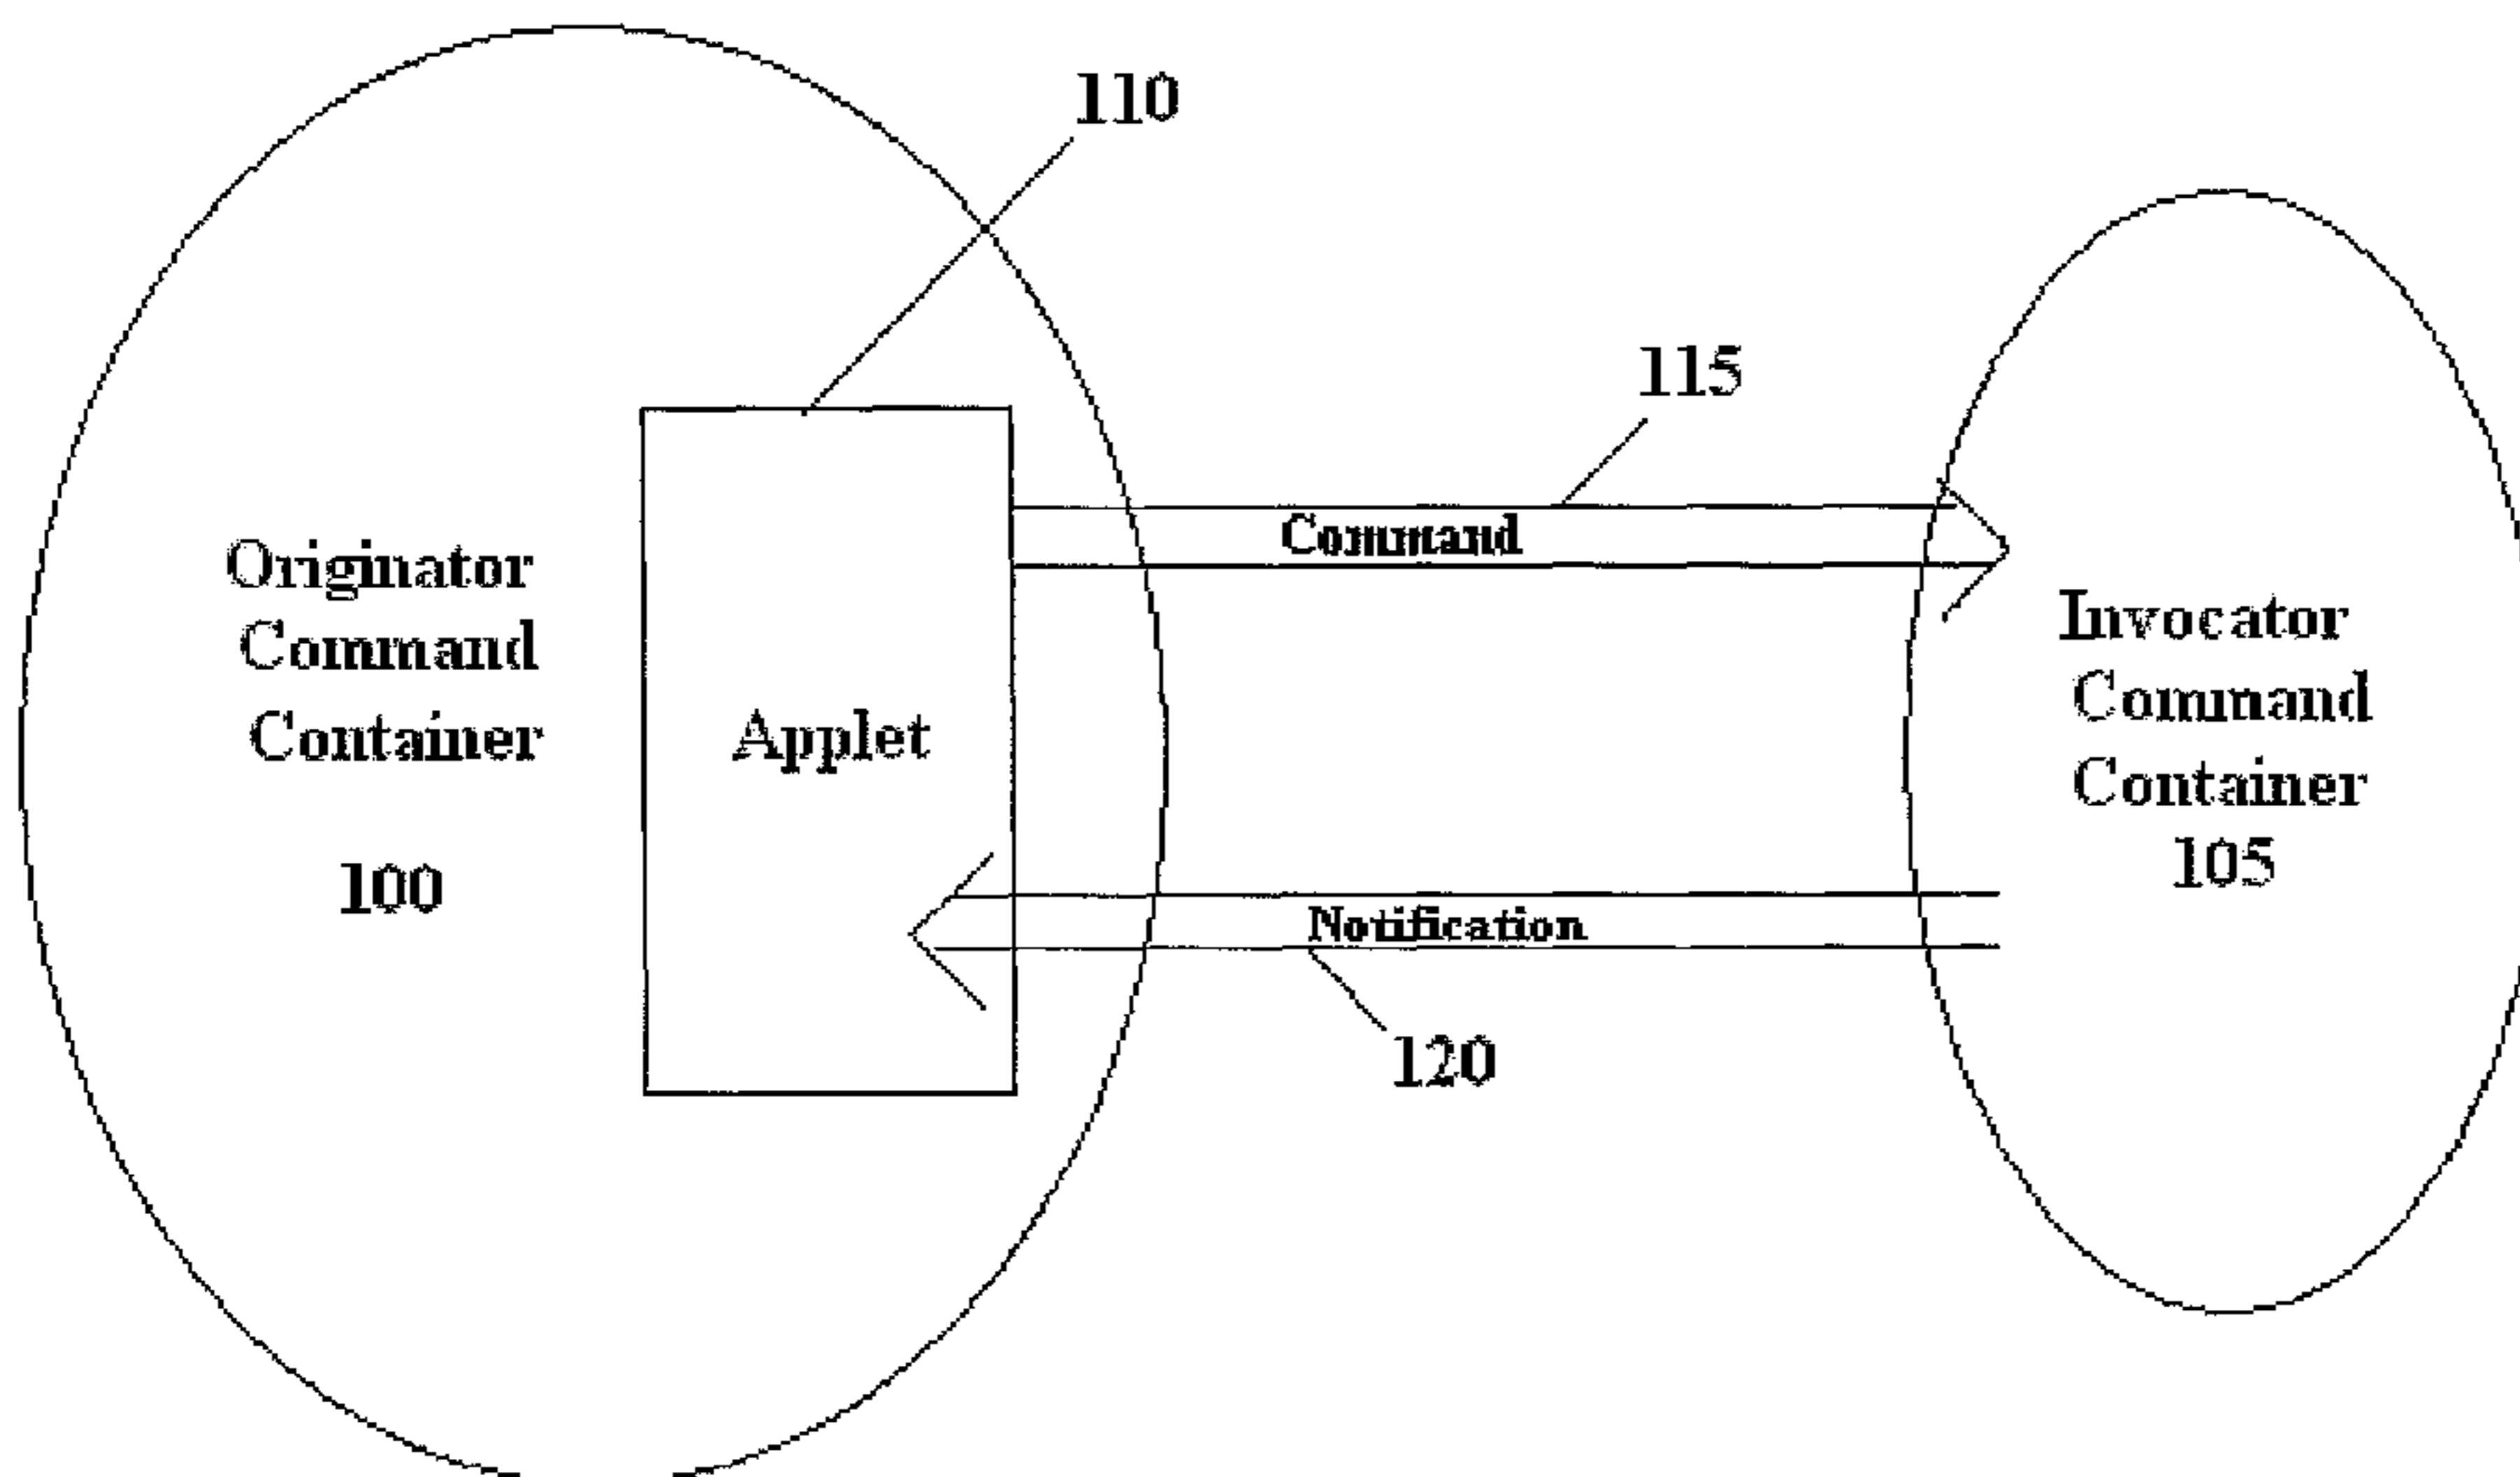 110
115
Command
Originator
Command
Container
100
Applet
Invocator
Command
Container
105
Notification
120